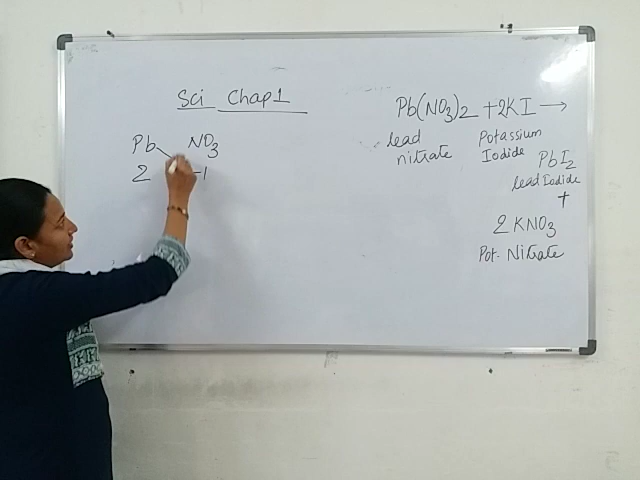 Sci Chap1
Pb NO3
2 -1
Pb(NO3)2 + 2KI →
lead nitrate
Potassium Iodide
PbI2
lead Iodide
+
2 KNO3
Pot. Nitrate